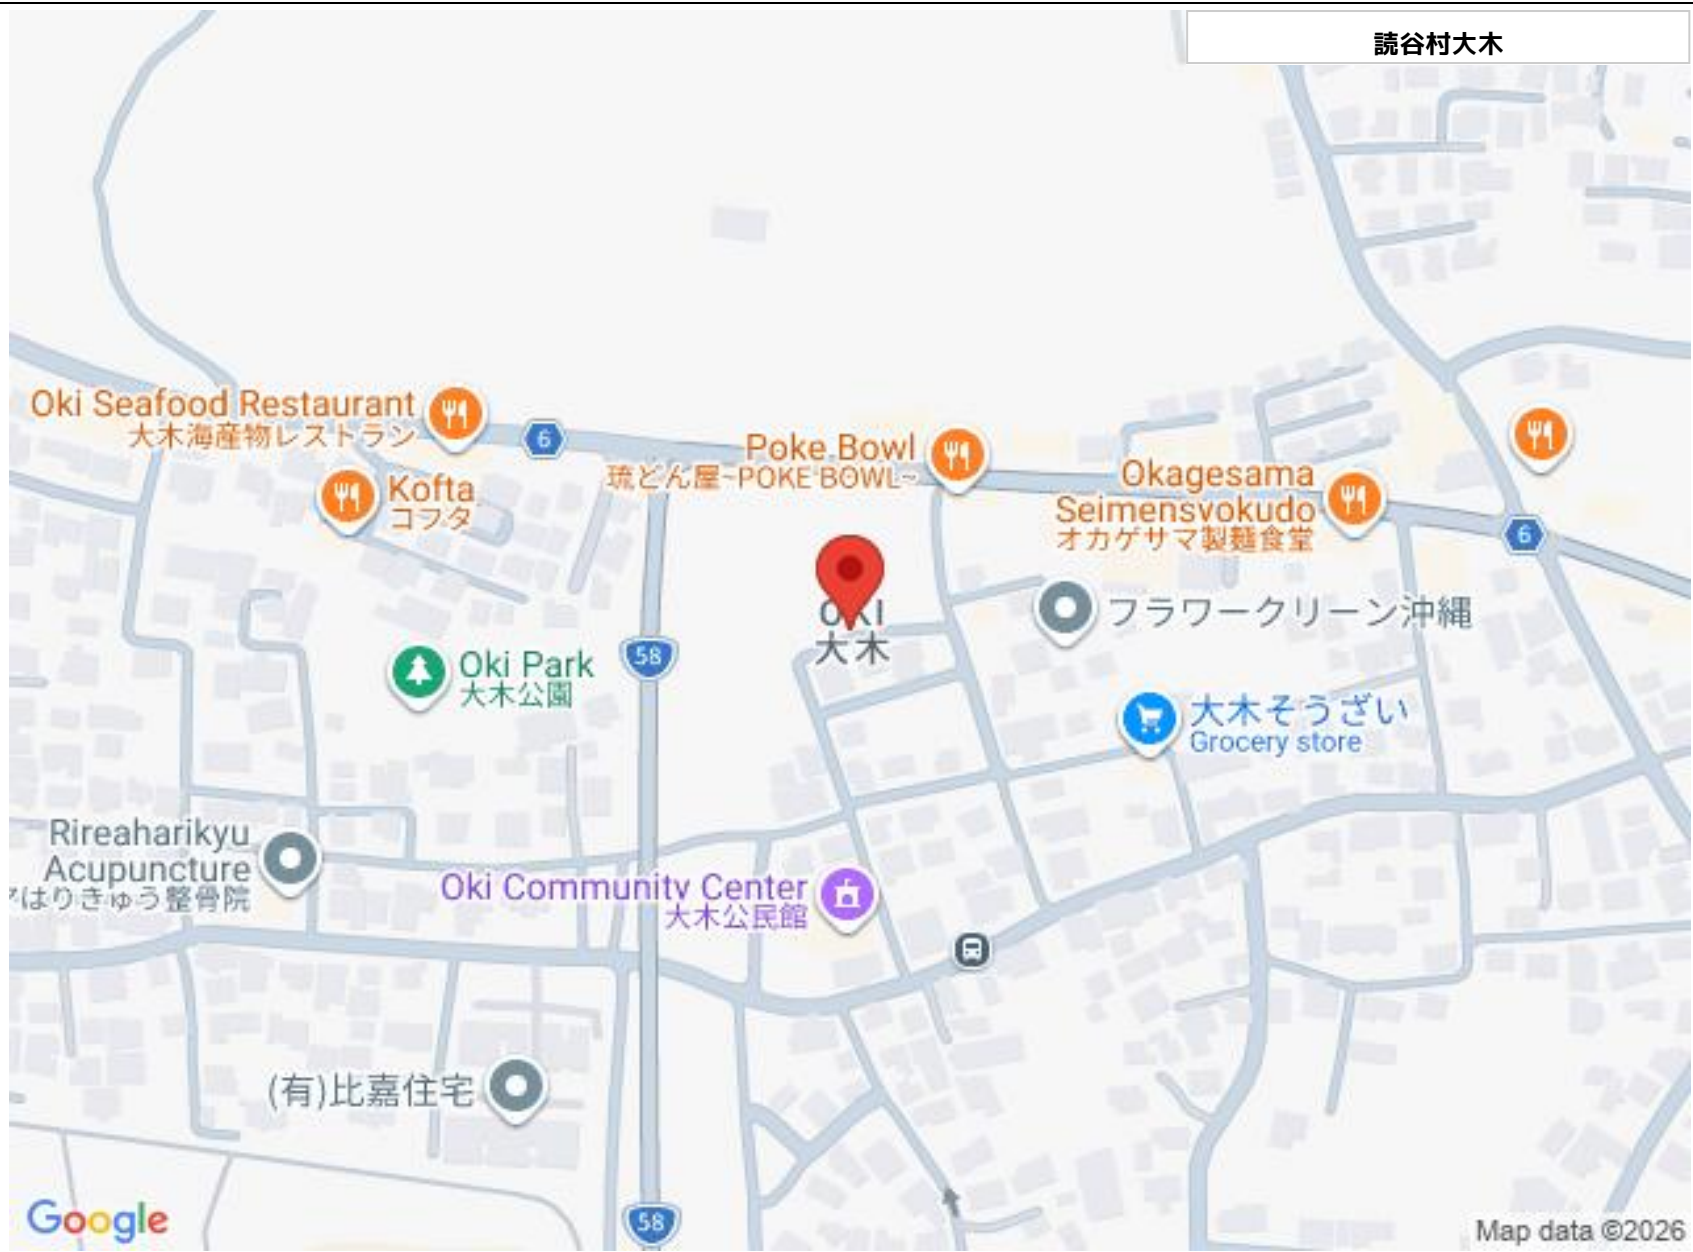 読谷村大木
Oki Seafood Restaurant
大木海産物レストラン
6
Poke Bowl
琉どん屋~POKE BOWL~
Kofta
コフタ
Okagesama
Seimensyokudo
オカゲサマ製麺食堂
6
OKI
大木
フラワークリーン沖縄
Oki Park
大木公園
58
大木そうざい
Grocery store
Rireaharikyu
Acupuncture
はりきゅう整骨院
Oki Community Center
大木公民館
(有)比嘉住宅
58
Google
Map data ©2026